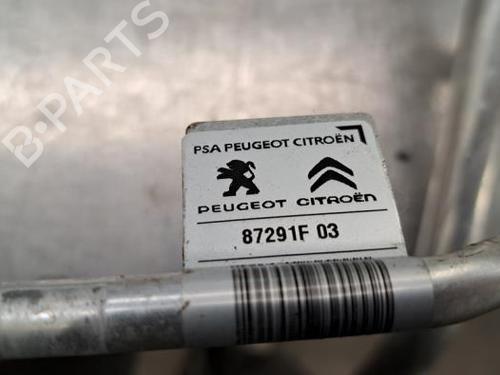 B-PARTS
PSA PEUGEOT CITROËN
PEUGEOT CITROËN
87291F 03